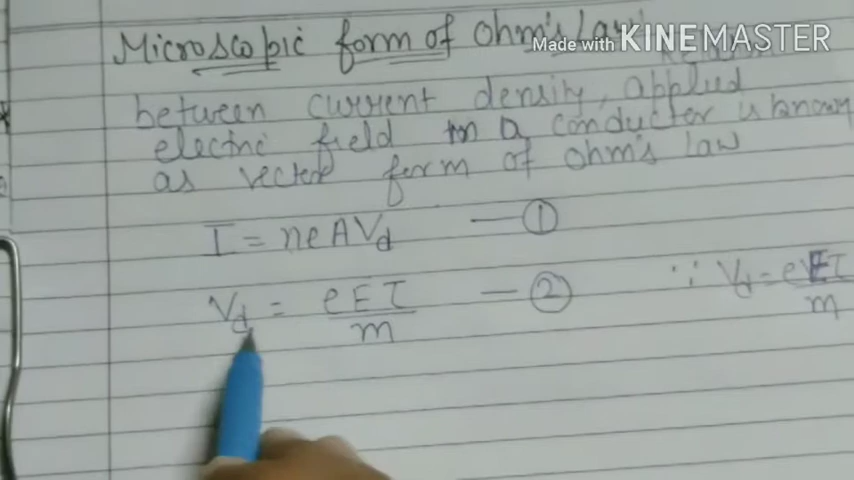 Microscopic form of Ohm's Law:
Made with KINEMASTER
between current density, applied
electric field in a conductor is known
as vector form of ohm's law
I = neAVd —①
Vd = eEτ/m —② ∵ Vd = eEτ/m